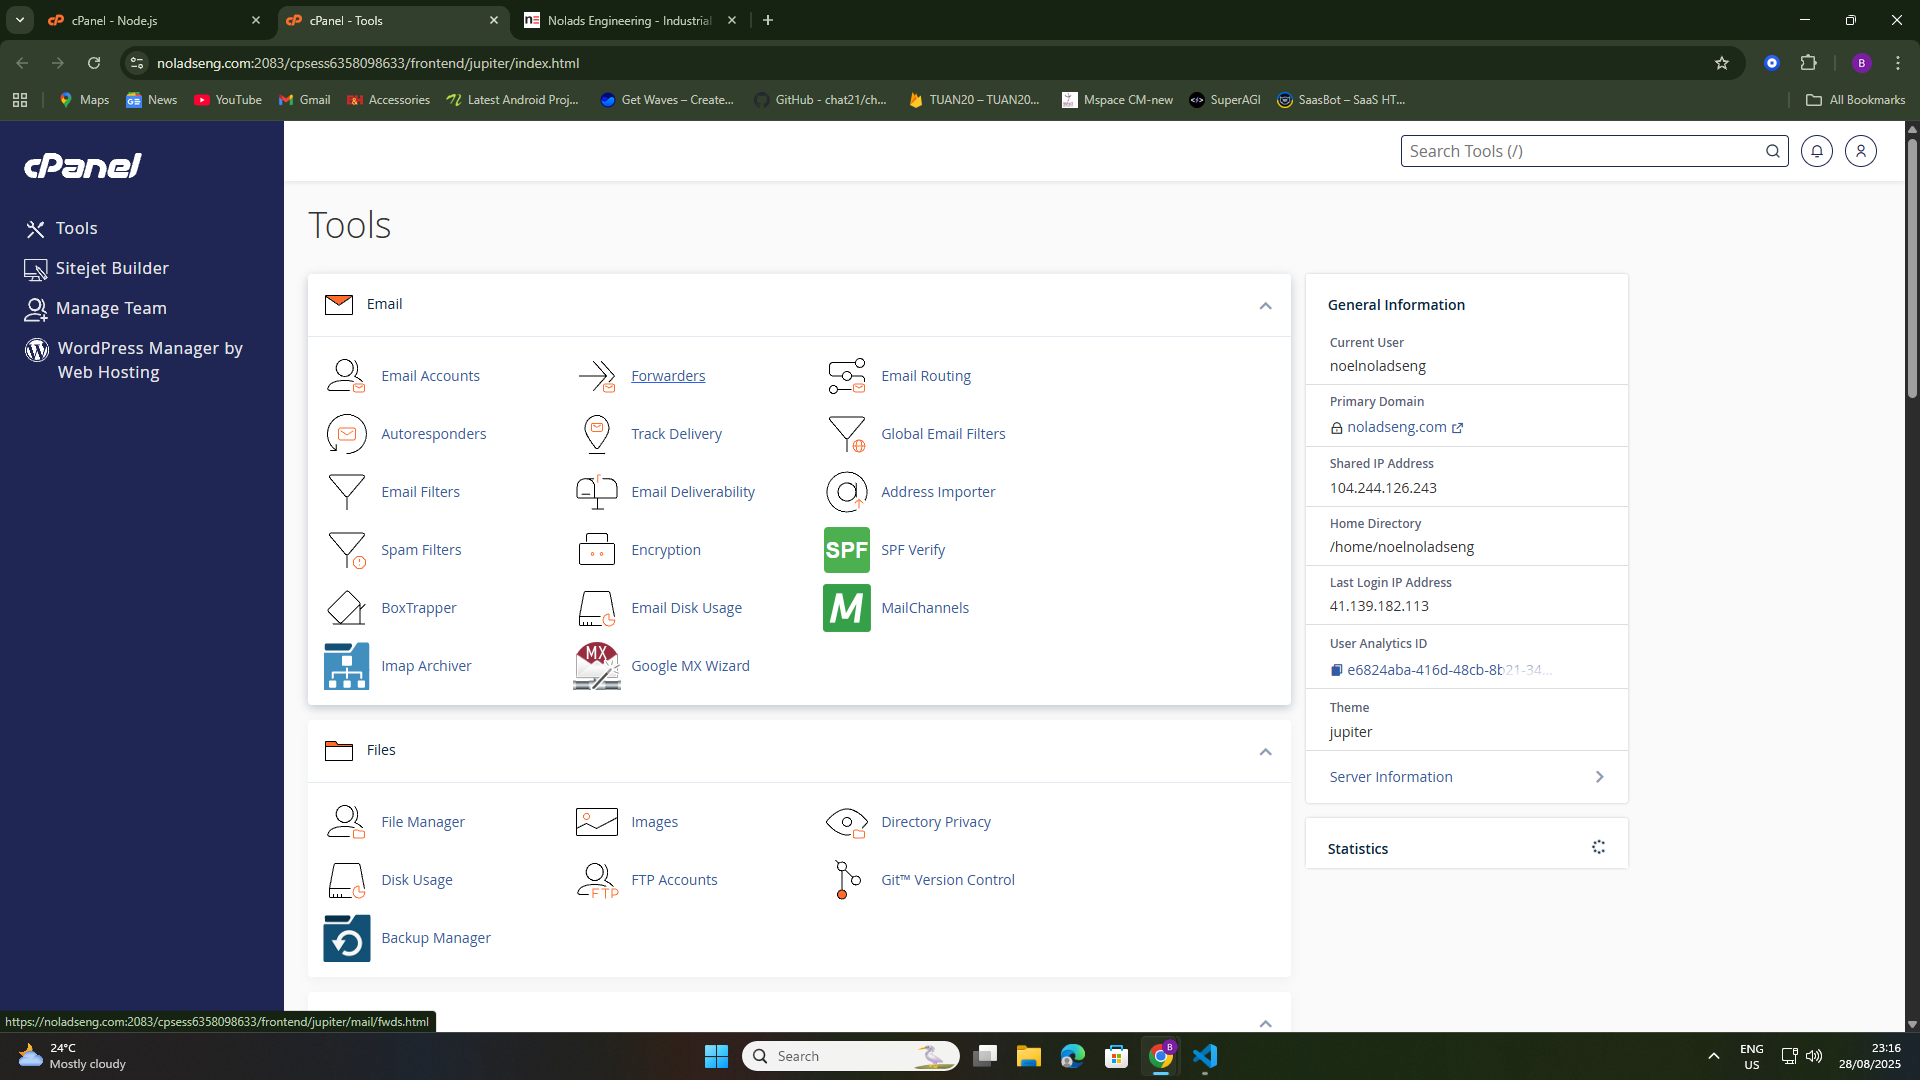 cPanel - Node.js
cPanel - Tools
Nolads Engineering - Industrial
noladseng.com:2083/cpsess6358098633/frontend/jupiter/index.html
B
Maps
News
YouTube
Gmail
Accessories
Latest Android Proj...
Get Waves – Create...
GitHub - chat21/ch...
TUAN20 – TUAN20...
Mspace CM-new
SuperAGI
SaasBot – SaaS HT...
All Bookmarks
cPanel
Search Tools (/)
Tools
Sitejet Builder
Manage Team
WordPress Manager by
Web Hosting
Tools
Email
Email Accounts
Forwarders
Email Routing
Autoresponders
Track Delivery
Global Email Filters
Email Filters
Email Deliverability
Address Importer
Spam Filters
Encryption
SPF
SPF Verify
BoxTrapper
Email Disk Usage
M
MailChannels
Imap Archiver
MX
Google MX Wizard
Files
File Manager
Images
Directory Privacy
Disk Usage
FTP
FTP Accounts
Git™ Version Control
Backup Manager
General Information
Current User
noelnoladseng
Primary Domain
noladseng.com
Shared IP Address
104.244.126.243
Home Directory
/home/noelnoladseng
Last Login IP Address
41.139.182.113
User Analytics ID
e6824aba-416d-48cb-8b21-34...
Theme
jupiter
Server Information
Statistics
https://noladseng.com:2083/cpsess6358098633/frontend/jupiter/mail/fwds.html
24°C
Mostly cloudy
Search
B
ENG
US
23:16
28/08/2025